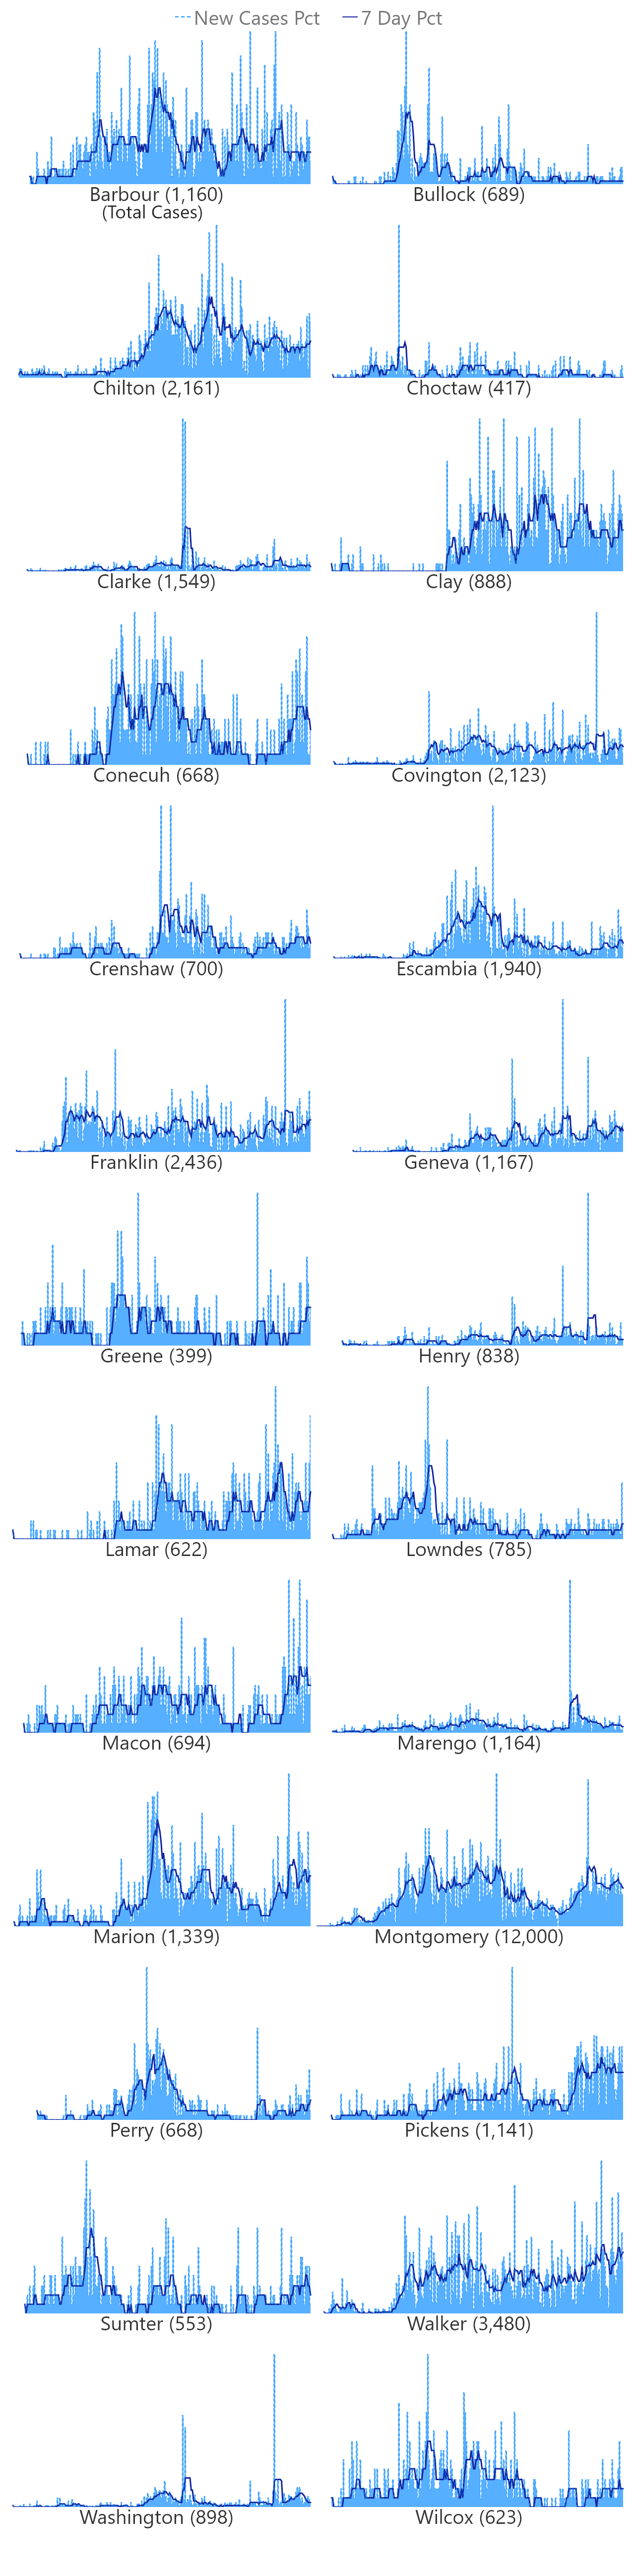 New Cases Pct 7 Day Pct
Barbour (1,160) Bullock (689)
(Total Cases)
Chilton (2,161) Choctaw (417)
Clarke (1,549) Clay (888)
Conecuh (668) Covington (2,123)
Crenshaw (700) Escambia (1,940)
Franklin (2,436) Geneva (1,167)
Greene (399) Henry (838)
Lamar (622) Lowndes (785)
Macon (694) Marengo (1,164)
Marion (1,339) Montgomery (12,000)
Perry (668) Pickens (1,141)
Sumter (553) Walker (3,480)
Washington (898) Wilcox (623)